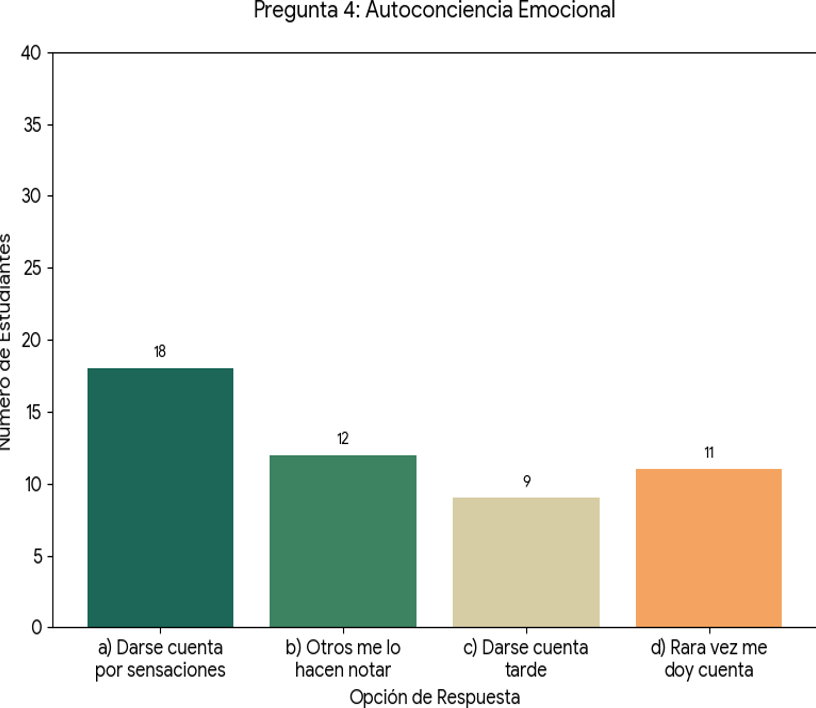 Pregunta 4: Autoconciencia Emocional
40
35
30
25
20
15
10
5
0
Número de Estudiantes
18
12
9
11
a) Darse cuenta
por sensaciones
b) Otros me lo
hacen notar
c) Darse cuenta
tarde
d) Rara vez me
doy cuenta
Opción de Respuesta